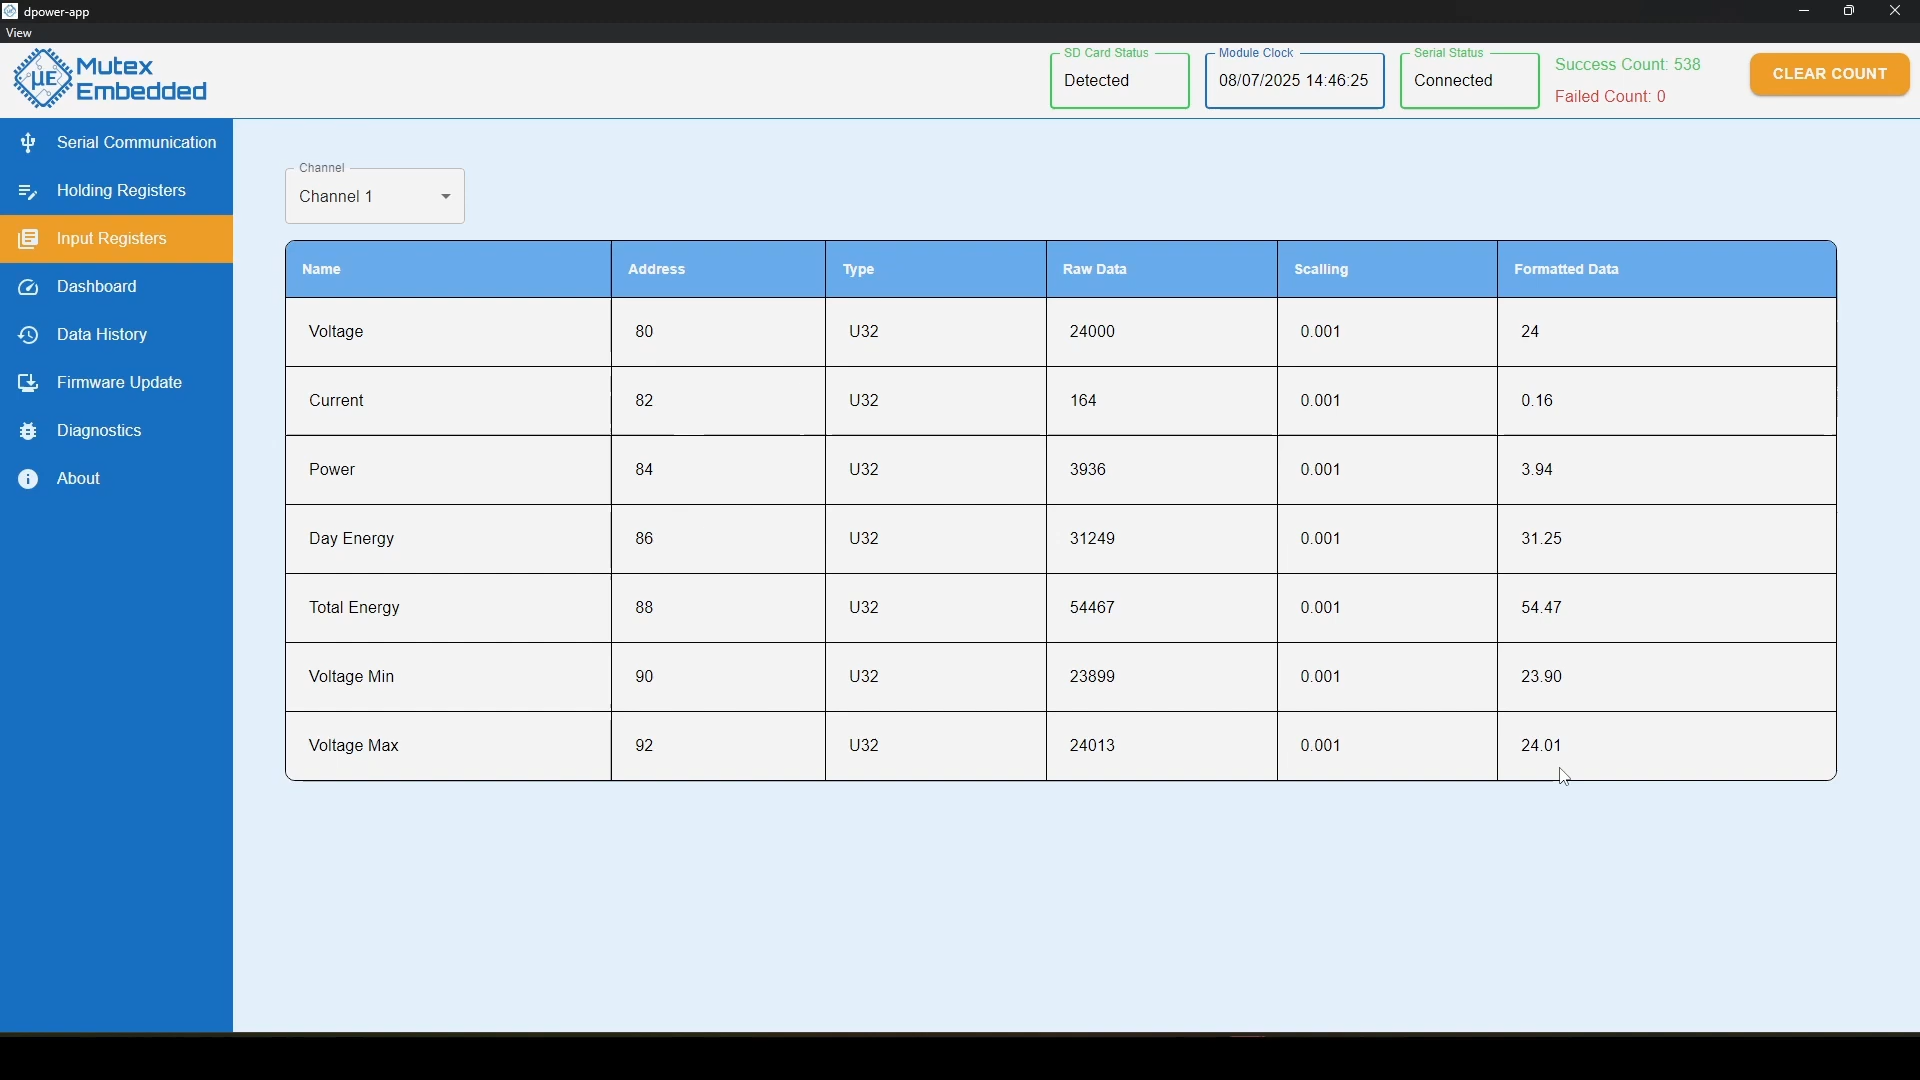 dpower-app
View
µE Mutex
Embedded
SD Card Status
Detected
Module Clock
08/07/2025 14:46:25
Serial Status
Connected
Success Count: 538
Failed Count: 0
CLEAR COUNT
Serial Communication
Holding Registers
Input Registers
Dashboard
Data History
Firmware Update
Diagnostics
About
Channel
Channel 1
Name Address Type Raw Data Scalling Formatted Data
Voltage 80 U32 24000 0.001 24
Current 82 U32 164 0.001 0.16
Power 84 U32 3936 0.001 3.94
Day Energy 86 U32 31249 0.001 31.25
Total Energy 88 U32 54467 0.001 54.47
Voltage Min 90 U32 23899 0.001 23.90
Voltage Max 92 U32 24013 0.001 24.01